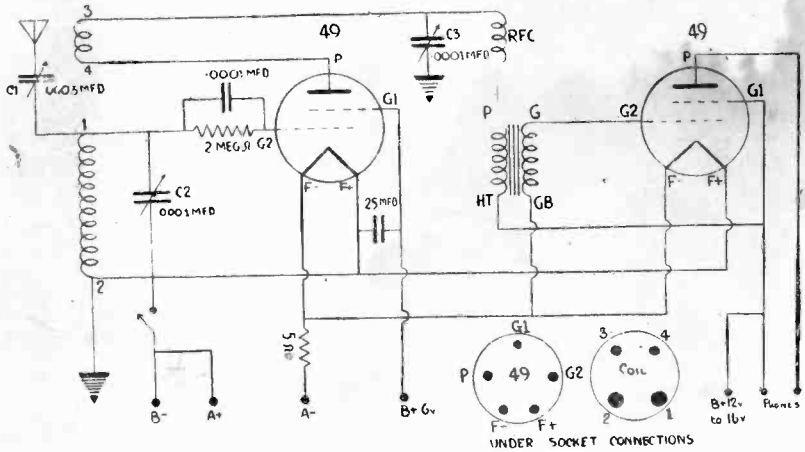 3
49
C3
.0001MFD
RFC
49
4
P
P
C1
.0003MFD
.0001MFD
G1
G1
1
2 MEGΩ
G2
P
G
G2
C2
.0001MFD
F-
F+
25MFD
HT
GB
F-
F+
2
5Ω
G1
3
4
P
49
G2
COIL
F-
F+
2
1
B-
A+
A-
B+6v
B+12v
to 16v
PHONES
UNDER SOCKET CONNECTIONS